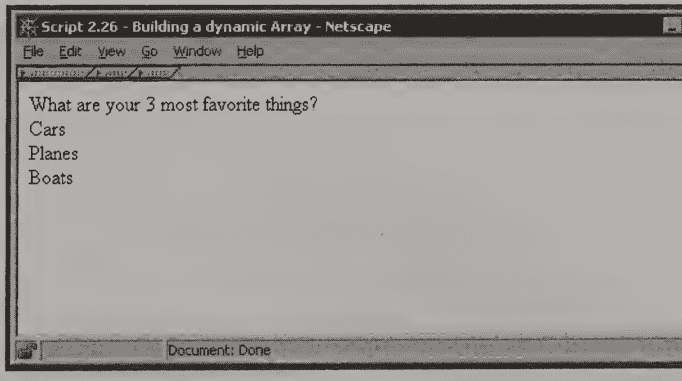 Script 2.26 - Building a dynamic Array - Netscape
File Edit View Go Window Help
What are your 3 most favorite things?
Cars
Planes
Boats
Document: Done